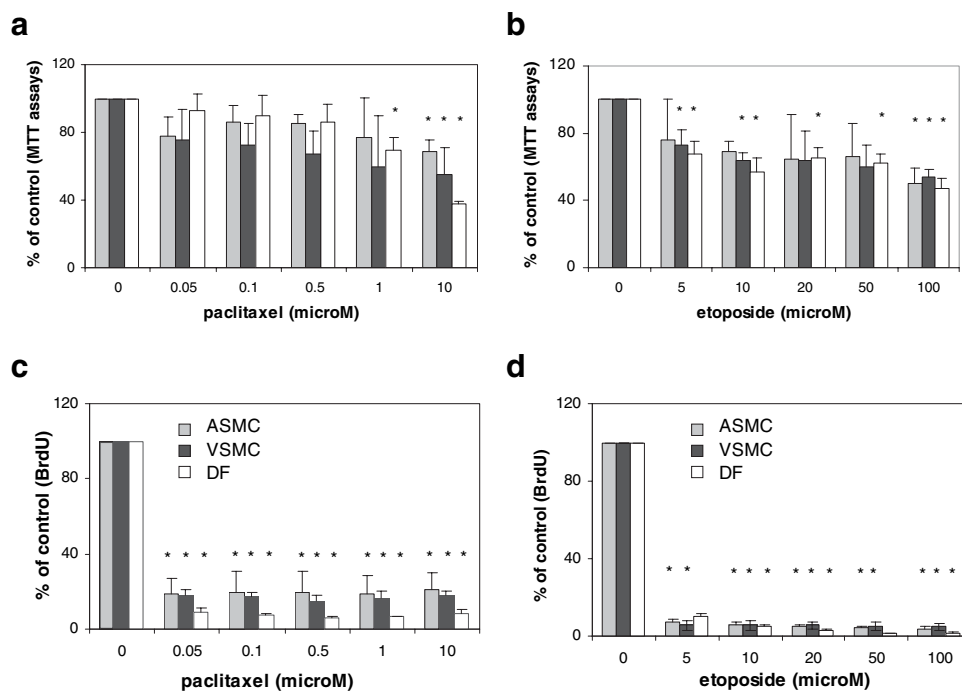 a
120
80
40
0
% of control (MTT assays)
* * * *
0 0.05 0.1 0.5 1 10
paclitaxel (microM)
b
120
80
40
0
% of control (MTT assays)
* * * * * * * * *
0 5 10 20 50 100
etoposide (microM)
c
120
80
40
0
% of control (BrdU)
ASMC
VSMC
DF
* * * * * * * * * * * * * * *
0 0.05 0.1 0.5 1 10
paclitaxel (microM)
d
120
80
40
0
% of control (BrdU)
ASMC
VSMC
DF
* * * * * * * * * * * * *
0 5 10 20 50 100
etoposide (microM)